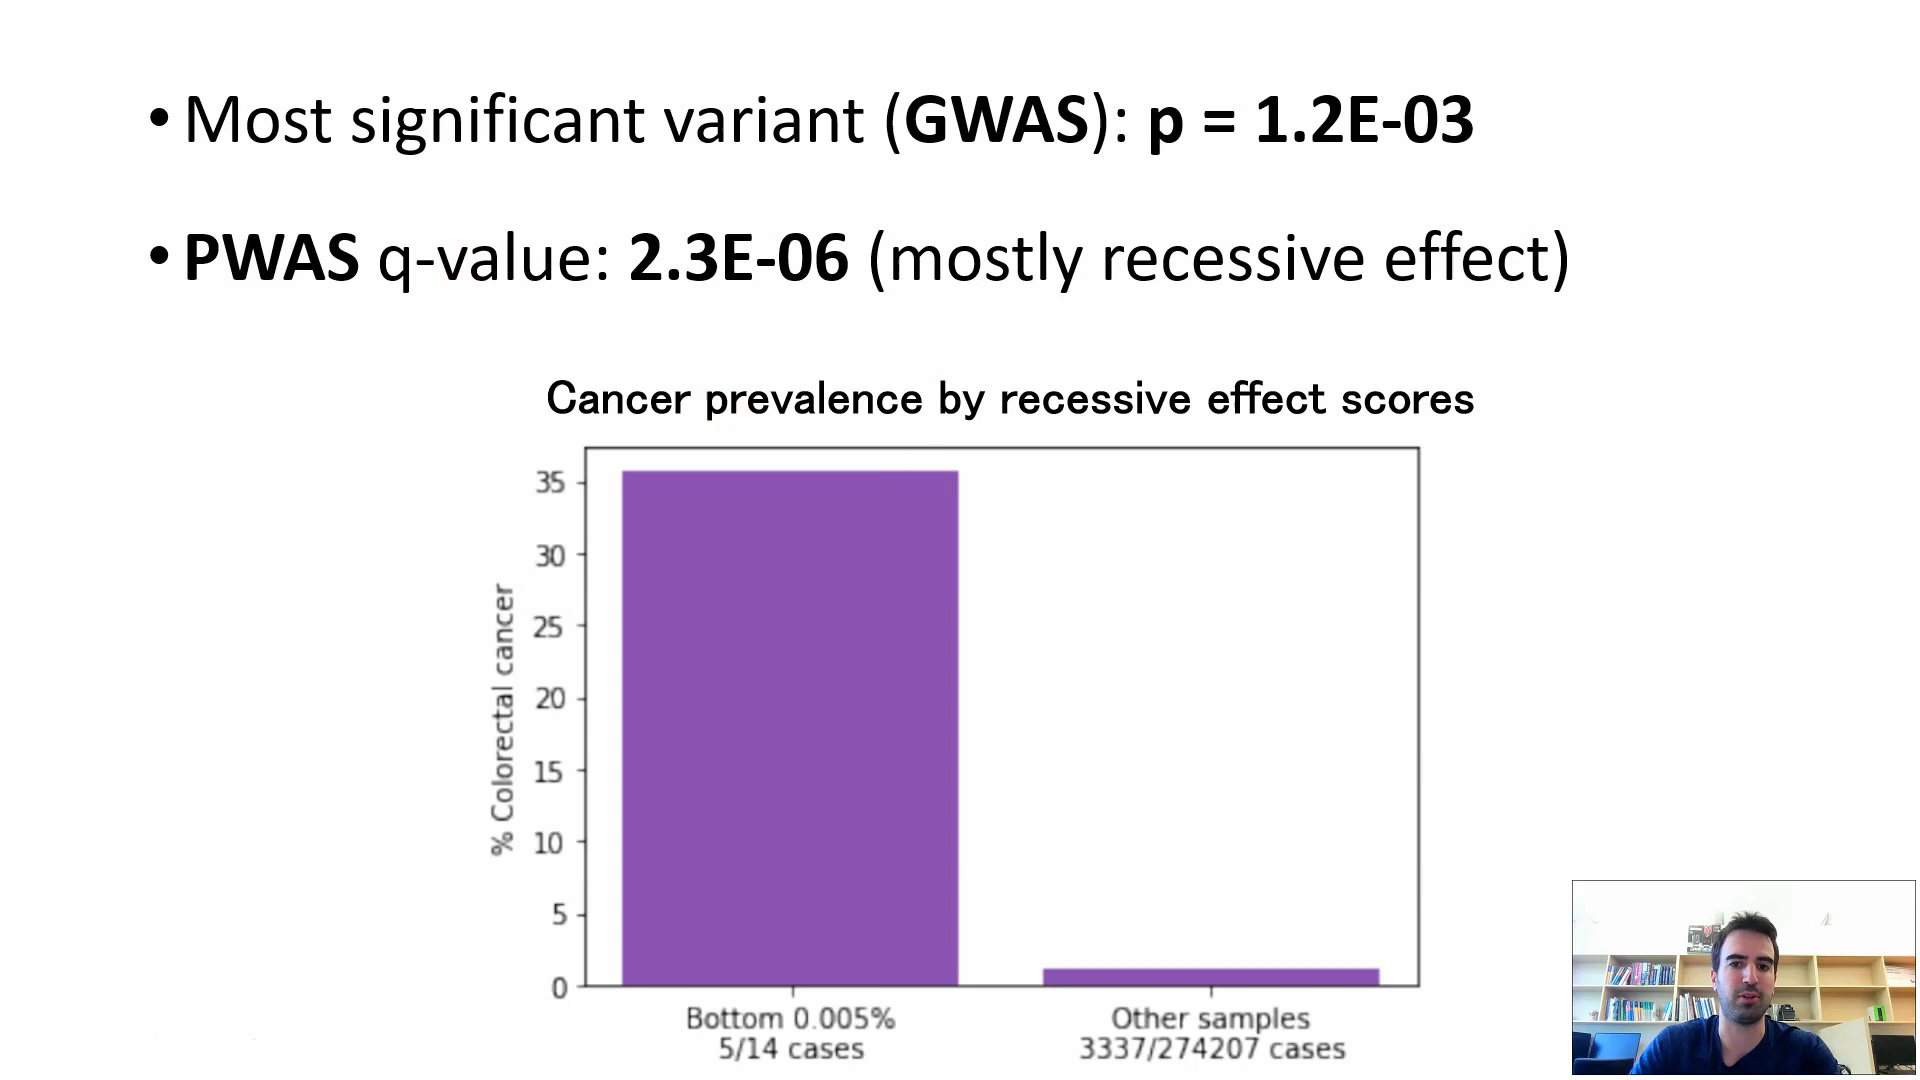 • Most significant variant (GWAS): p = 1.2E-03
• PWAS q-value: 2.3E-06 (mostly recessive effect)
Cancer prevalence by recessive effect scores
% Colorectal cancer
35
30
25
20
15
10
5
0
Bottom 0.005%
5/14 cases
Other samples
3337/274207 cases